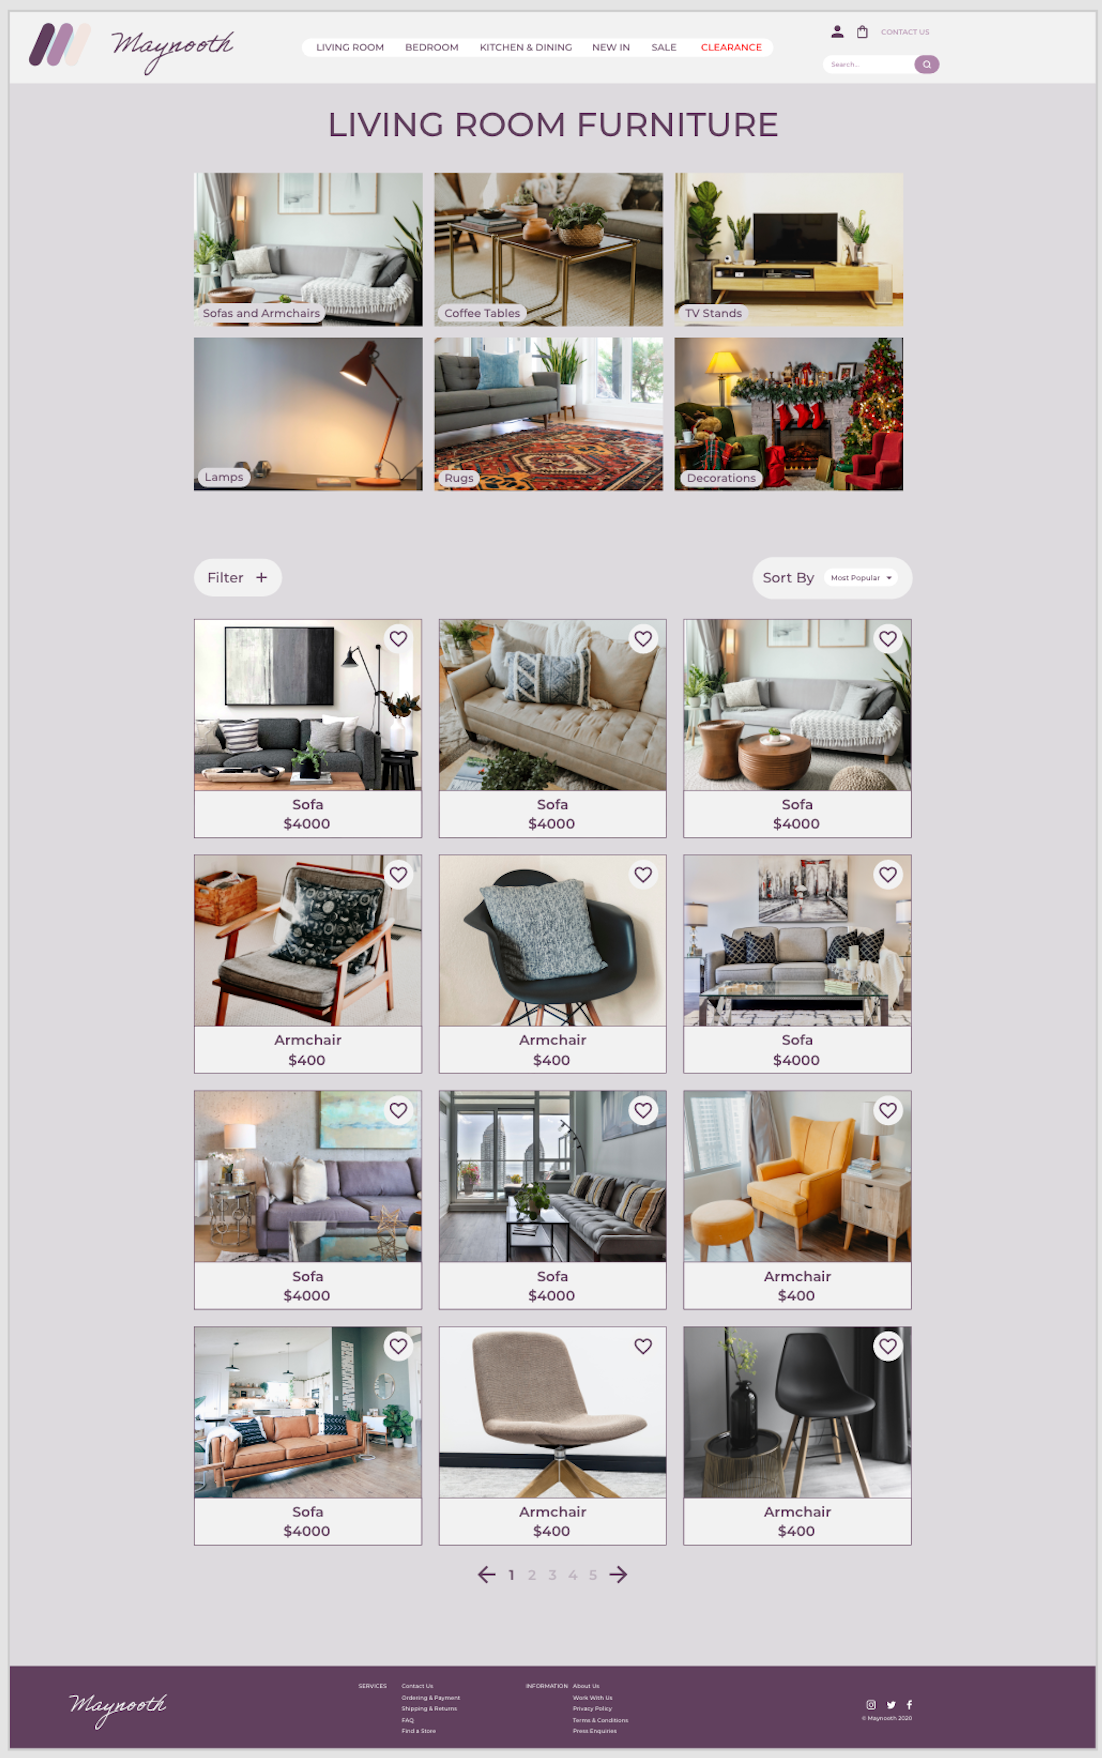 Maynooth
LIVING ROOM BEDROOM KITCHEN & DINING NEW IN SALE CLEARANCE
CONTACT US
Search...
LIVING ROOM FURNITURE
Sofas and Armchairs
Coffee Tables
TV Stands
Lamps
Rugs
Decorations
Filter +
Sort By Most Popular
Sofa
$4000
Sofa
$4000
Sofa
$4000
Armchair
$400
Armchair
$400
Sofa
$4000
Sofa
$4000
Sofa
$4000
Armchair
$400
Sofa
$4000
Armchair
$400
Armchair
$400
1 2 3 4 5
Maynooth
SERVICES
Contact Us
Ordering & Payment
Shipping & Returns
FAQ
Find a Store
INFORMATION
About Us
Work With Us
Privacy Policy
Terms & Conditions
Press Enquiries
© Maynooth 2020